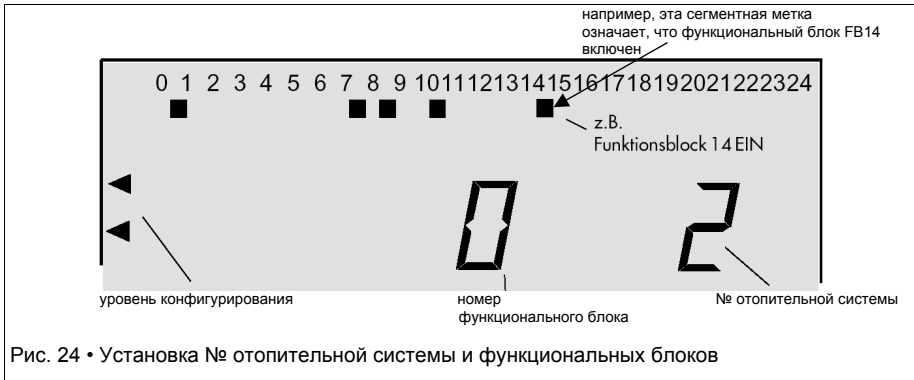 например, эта сегментная метка
означает, что функциональный блок FB14
включен
0 1 2 3 4 5 6 7 8 9 10 11 12 13 14 15 16 17 18 19 20 21 22 23 24
z.B.
Funktionsblock 14 EIN
0 2
уровень конфигурирования
номер
функционального блока
№ отопительной системы
Рис. 24 • Установка № отопительной системы и функциональных блоков